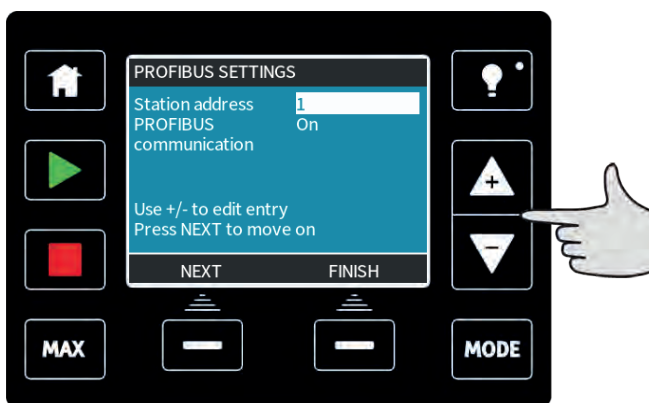 PROFIBUS SETTINGS
Station address 1
PROFIBUS On
communication
Use +/- to edit entry
Press NEXT to move on
NEXT FINISH
+
-
MAX
MODE